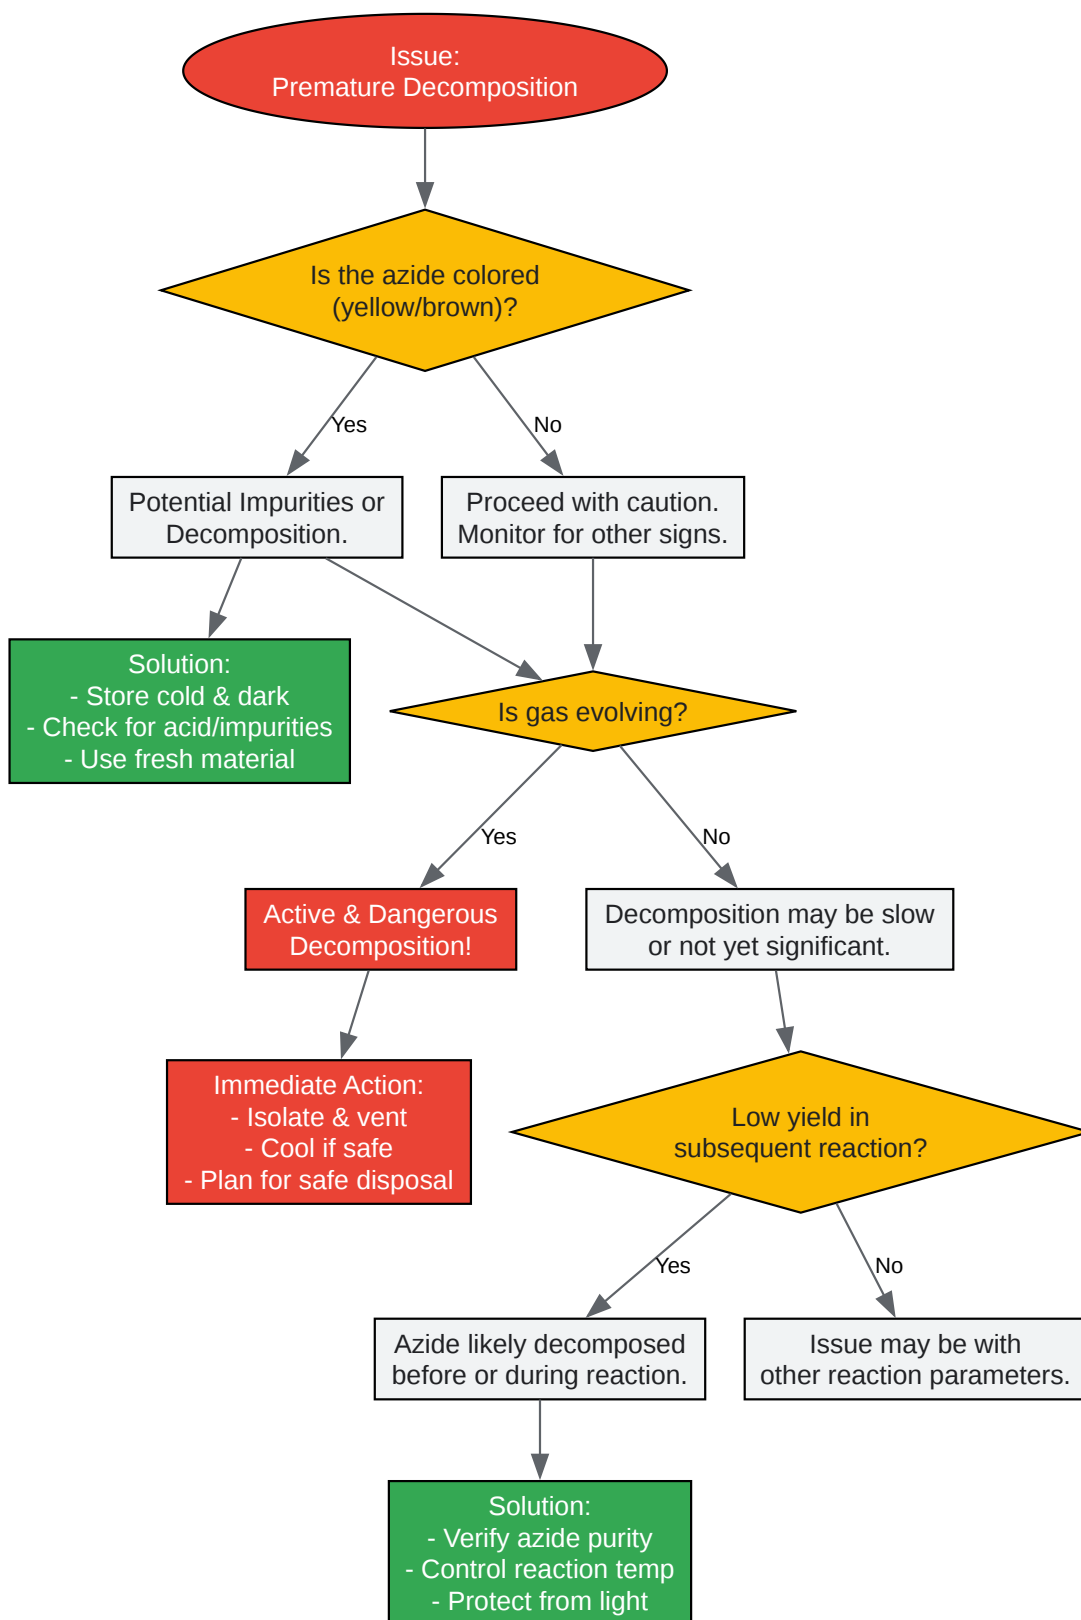 Issue:
Premature Decomposition
Is the azide colored
(yellow/brown)?
Yes
No
Potential Impurities or
Decomposition.
Proceed with caution.
Monitor for other signs.
Solution:
- Store cold & dark
- Check for acid/impurities
- Use fresh material
Is gas evolving?
Yes
No
Active & Dangerous
Decomposition!
Decomposition may be slow
or not yet significant.
Immediate Action:
- Isolate & vent
- Cool if safe
- Plan for safe disposal
Low yield in
subsequent reaction?
Yes
No
Azide likely decomposed
before or during reaction.
Issue may be with
other reaction parameters.
Solution:
- Verify azide purity
- Control reaction temp
- Protect from light